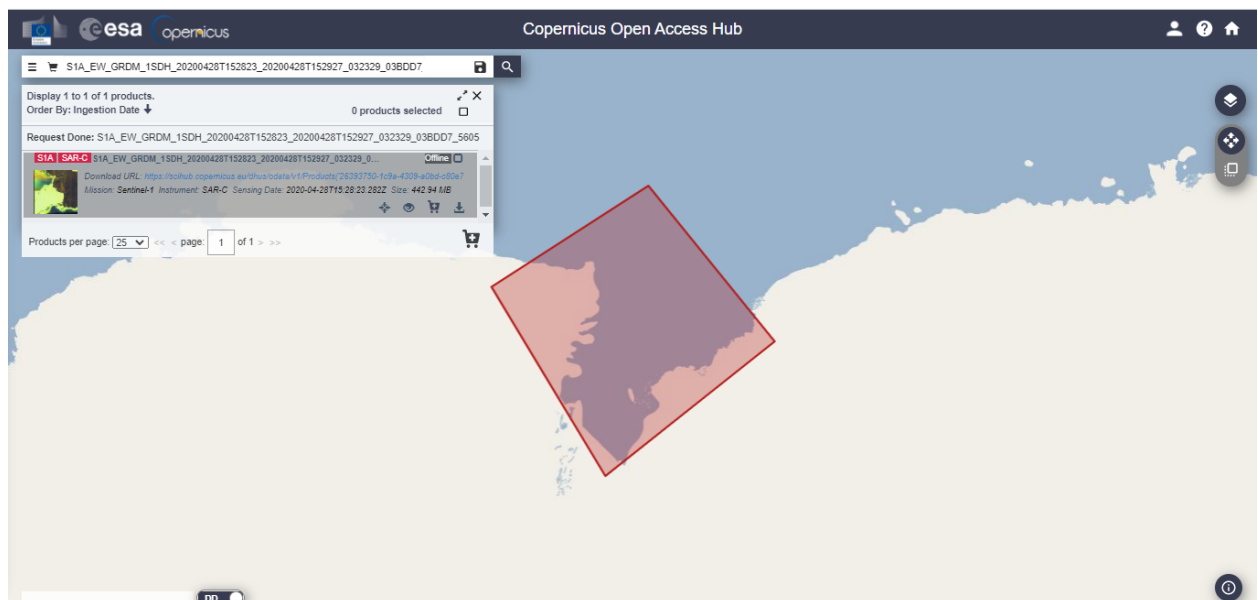 esa opernicus
Copernicus Open Access Hub
S1A_EW_GRDM_1SDH_20200428T152823_20200428T152927_032329_03BDD7
Display 1 to 1 of 1 products.
Order By: Ingestion Date
0 products selected
Request Done: S1A_EW_GRDM_1SDH_20200428T152823_20200428T152927_032329_03BDD7_5605
S1A SAR-C S1A_EW_GRDM_1SDH_20200428T152823_20200428T152927_032329_0... Offline
Download URL: https://scihub.copernicus.eu/dhus/odata/v1/Products('26393750-1c9a-4309-a0bd-c80e?
Mission: Sentinel-1 Instrument: SAR-C Sensing Date: 2020-04-28T15:28:23.282Z Size: 442.94 MB
Products per page: 25 << < page: 1 of 1 > >>
DD